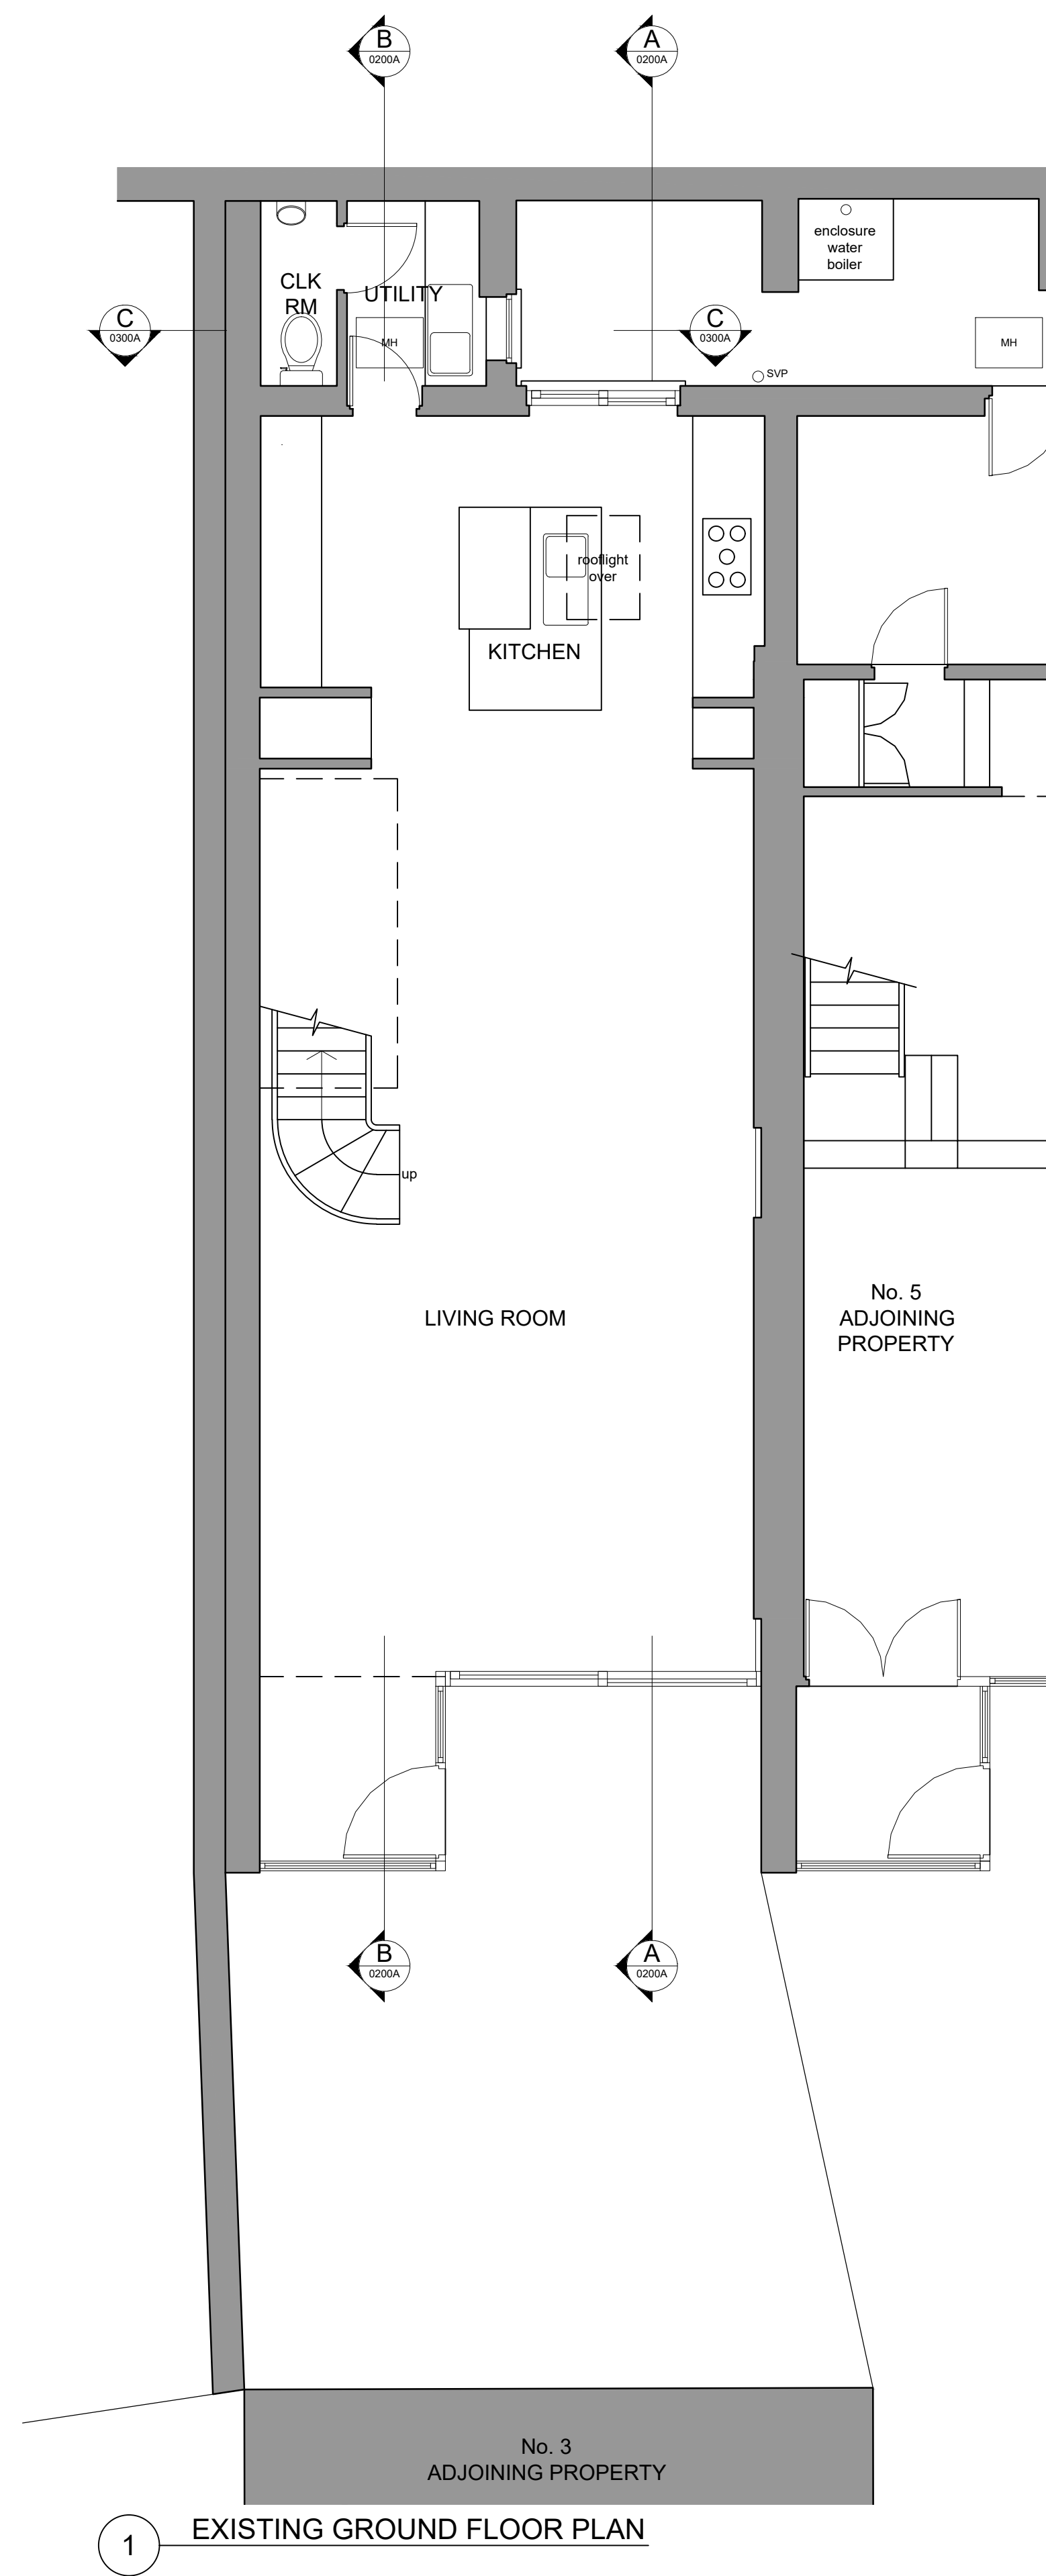 B
0200A
A
0200A
enclosure
water
boiler
CLK
RM
UTILITY
C
0300A
MH
C
0300A
MH
SVP
rooflight
over
KITCHEN
up
No. 5
ADJOINING
PROPERTY
LIVING ROOM
B
0200A
A
0200A
No. 3
ADJOINING PROPERTY
1
EXISTING GROUND FLOOR PLAN